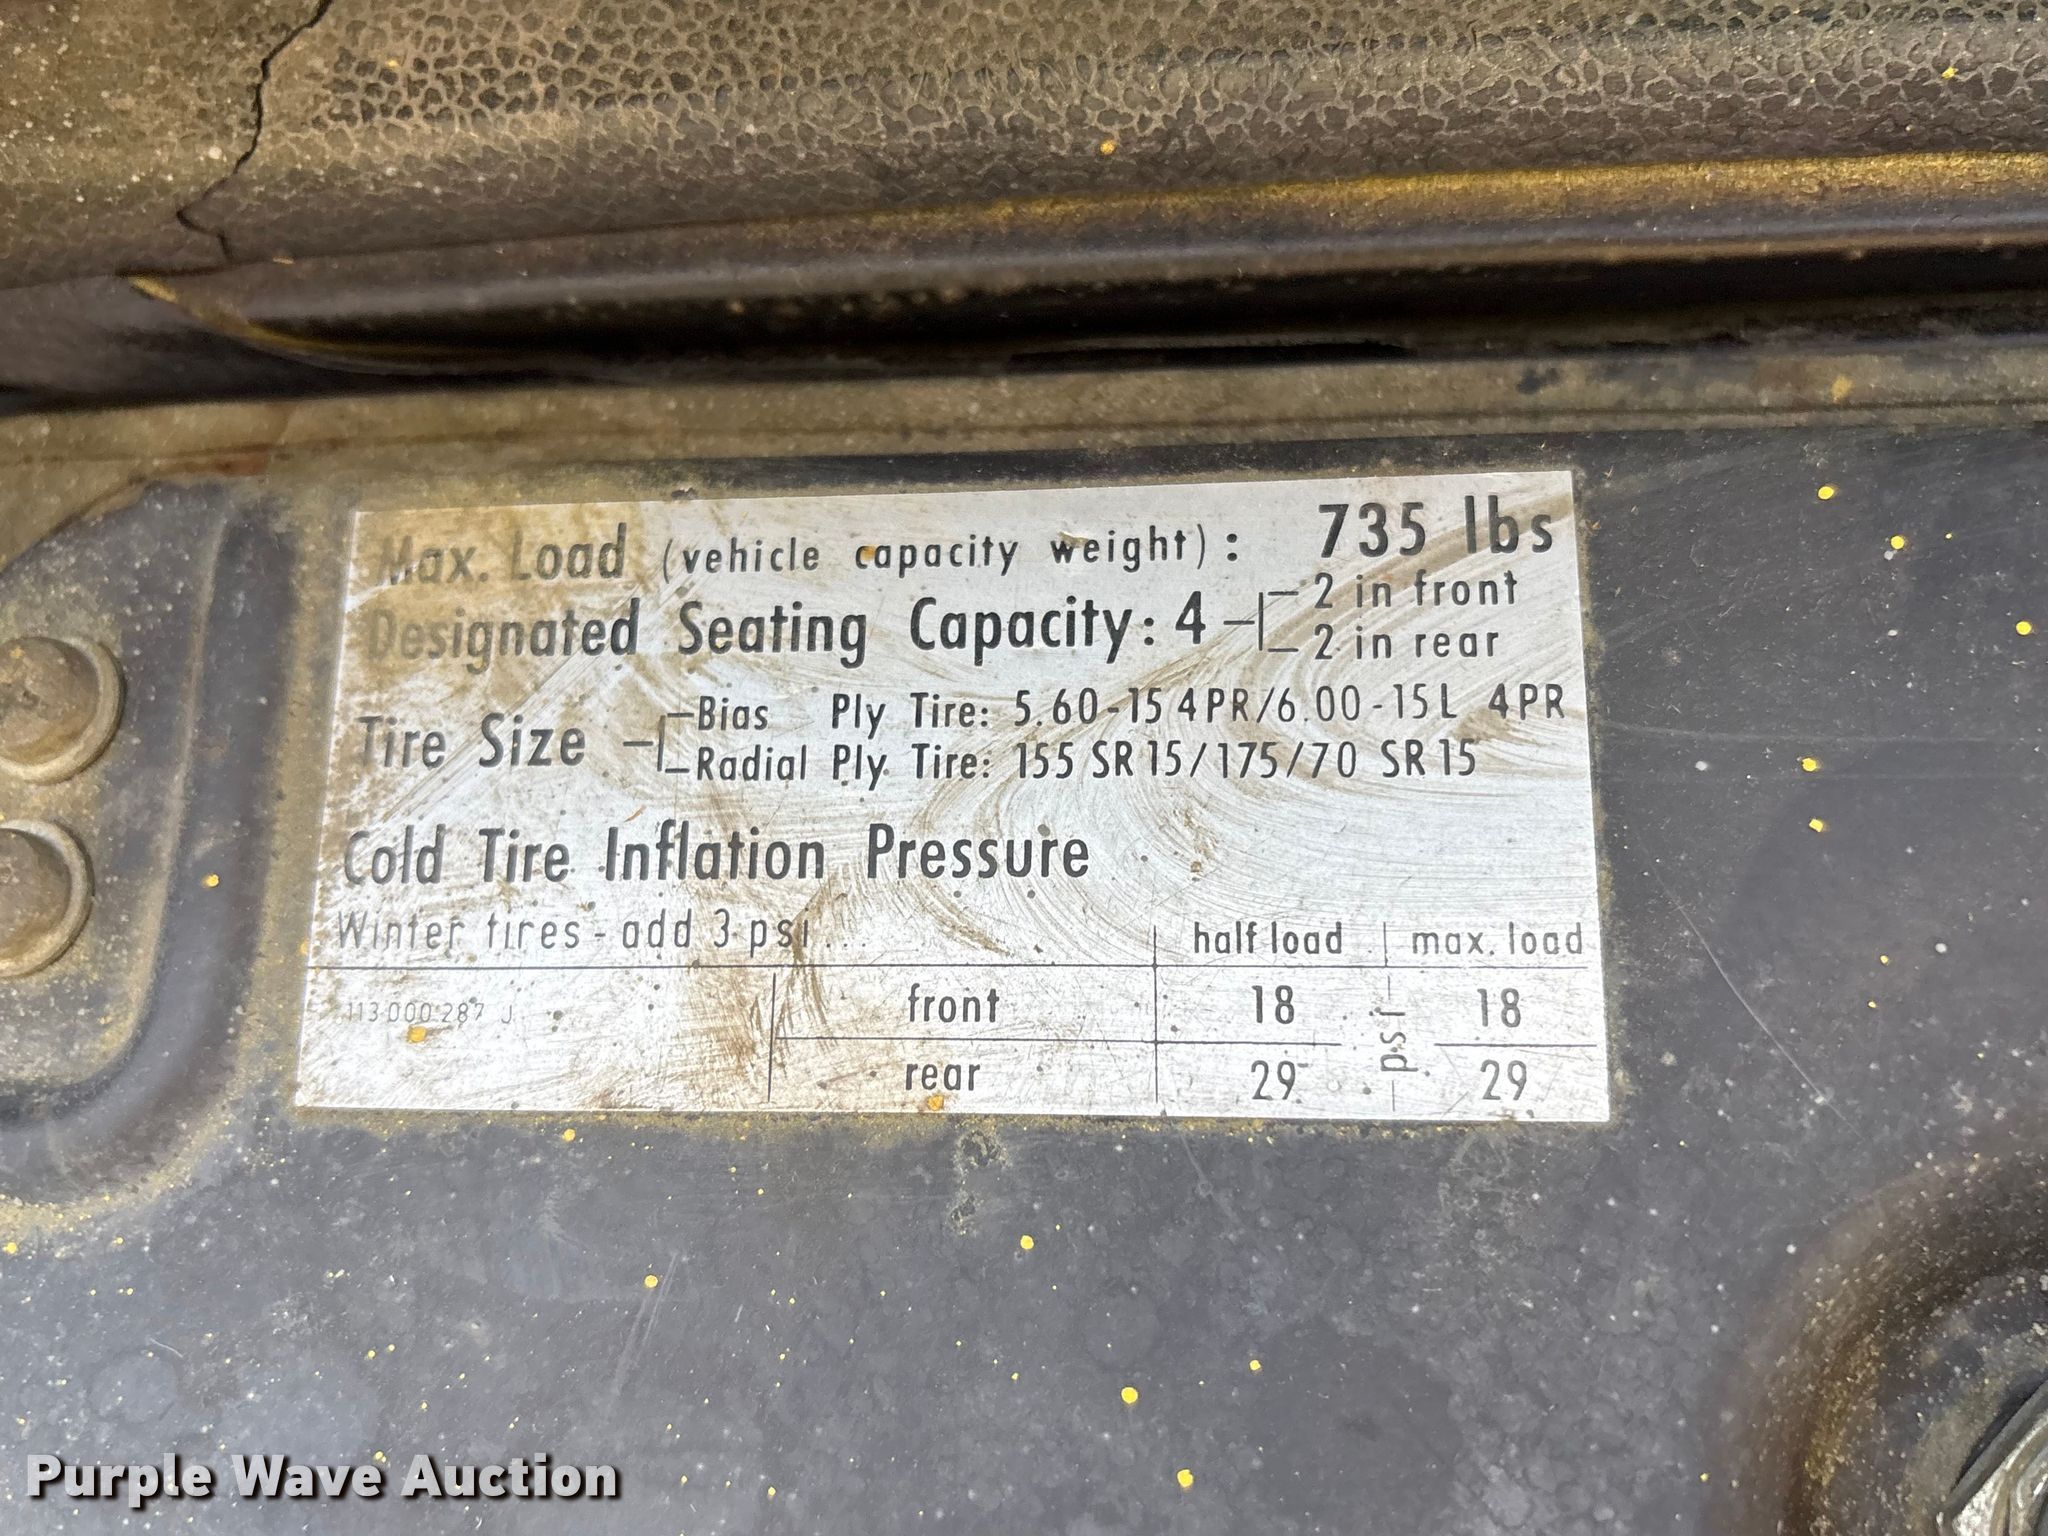 Max. Load (vehicle capacity weight): 735 lbs
Designated Seating Capacity: 4 2 in front
2 in rear
Tire Size Bias Ply Tire: 5.60-15 4PR/6.00-15L 4PR
Radial Ply Tire: 155 SR 15/175/70 SR 15
Cold Tire Inflation Pressure
Winter tires - add 3 psi... half load max. load
113 000 287 J front 18 psi 18
rear 29 29
Purple Wave Auction